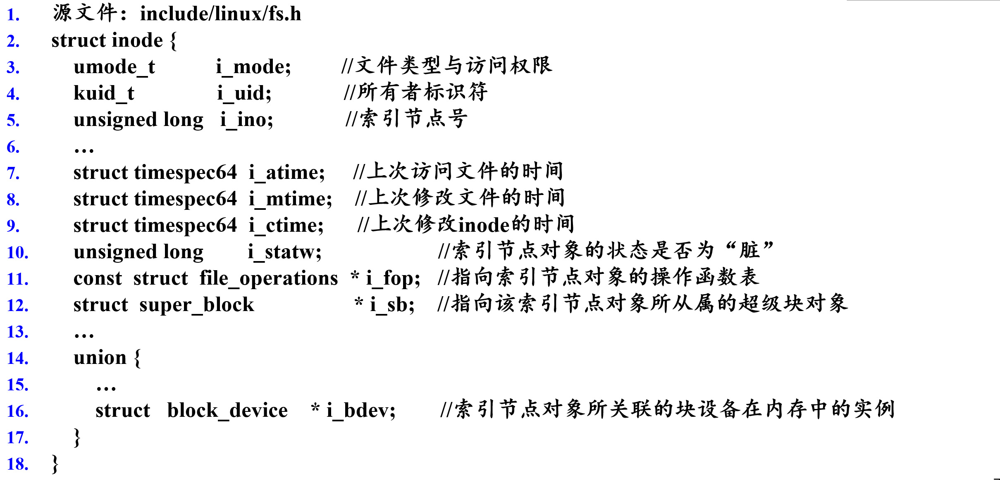 1. 源文件：include/linux/fs.h
2. struct inode {
3. umode_t i_mode; //文件类型与访问权限
4. kuid_t i_uid; //所有者标识符
5. unsigned long i_ino; //索引节点号
6. …
7. struct timespec64 i_atime; //上次访问文件的时间
8. struct timespec64 i_mtime; //上次修改文件的时间
9. struct timespec64 i_ctime; //上次修改inode的时间
10. unsigned long i_statw; //索引节点对象的状态是否为“脏”
11. const struct file_operations * i_fop; //指向索引节点对象的操作函数表
12. struct super_block * i_sb; //指向该索引节点对象所从属的超级块对象
13. …
14. union {
15. …
16. struct block_device * i_bdev; //索引节点对象所关联的块设备在内存中的实例
17. }
18. }